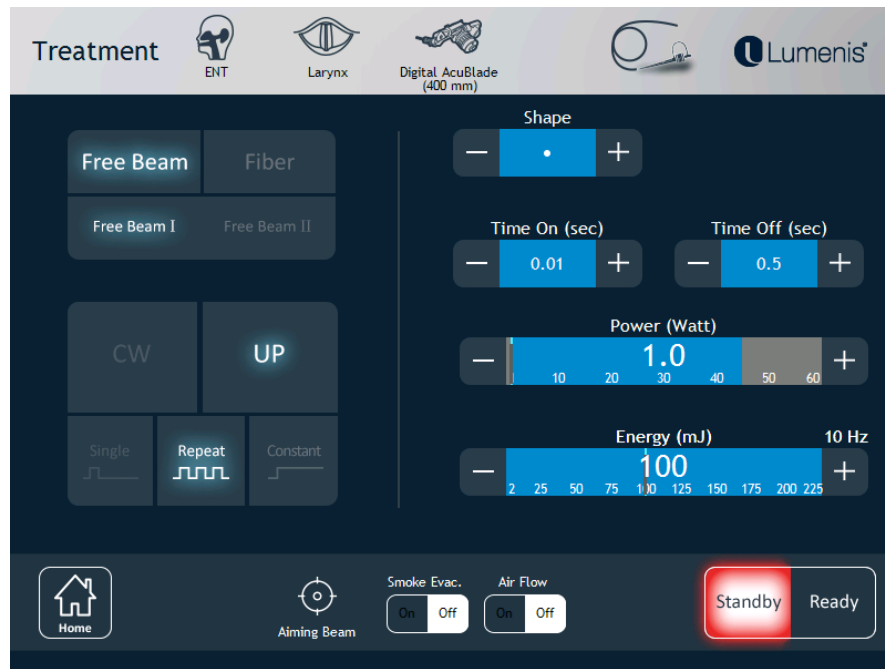 Treatment
ENT
Larynx
Digital AcuBlade
(400 mm)
Lumenis®
Shape
Free Beam Fiber
Free Beam I Free Beam II
Time On (sec) Time Off (sec)
0.01 0.5
CW UP
Power (Watt)
1.0
10 20 30 40 50 60
Single Repeat Constant
Energy (mJ) 10 Hz
100
2 25 50 75 100 125 150 175 200 225
Home
Aiming Beam
Smoke Evac. Air Flow
On Off On Off
Standby Ready